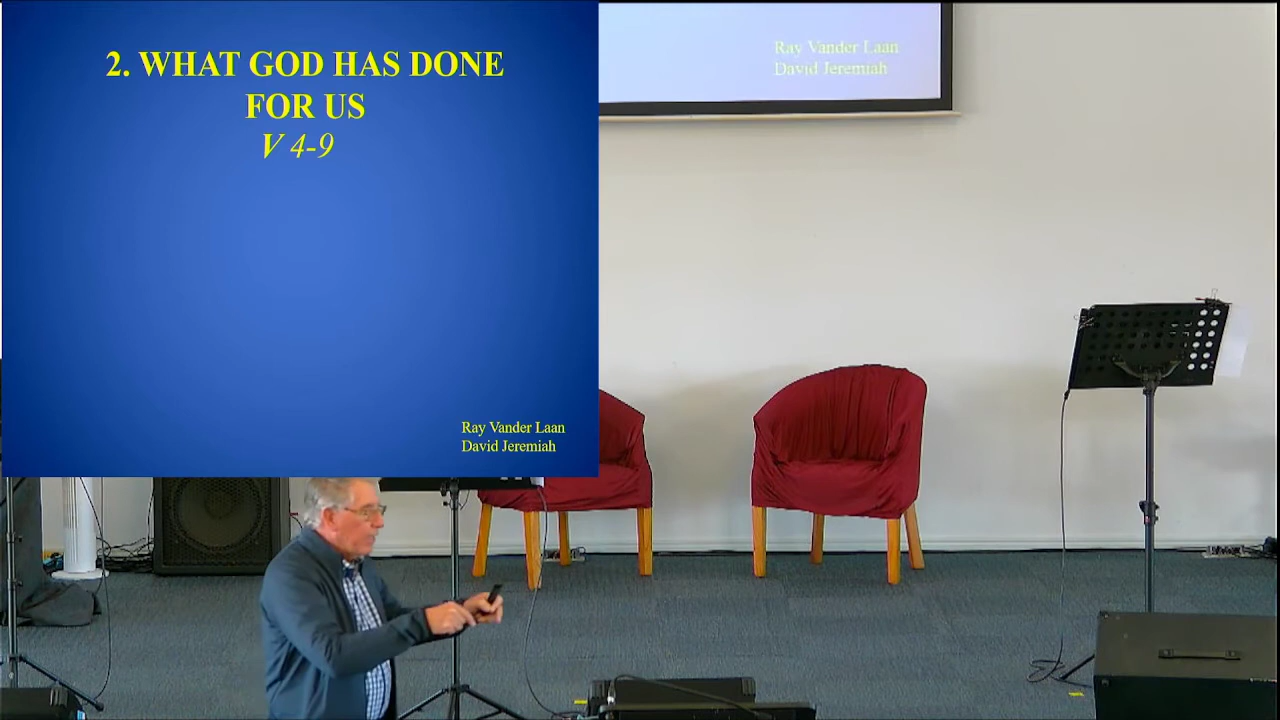 2. WHAT GOD HAS DONE
FOR US
V 4-9
Ray Vander Laan
David Jeremiah
Ray Vander Laan
David Jeremiah